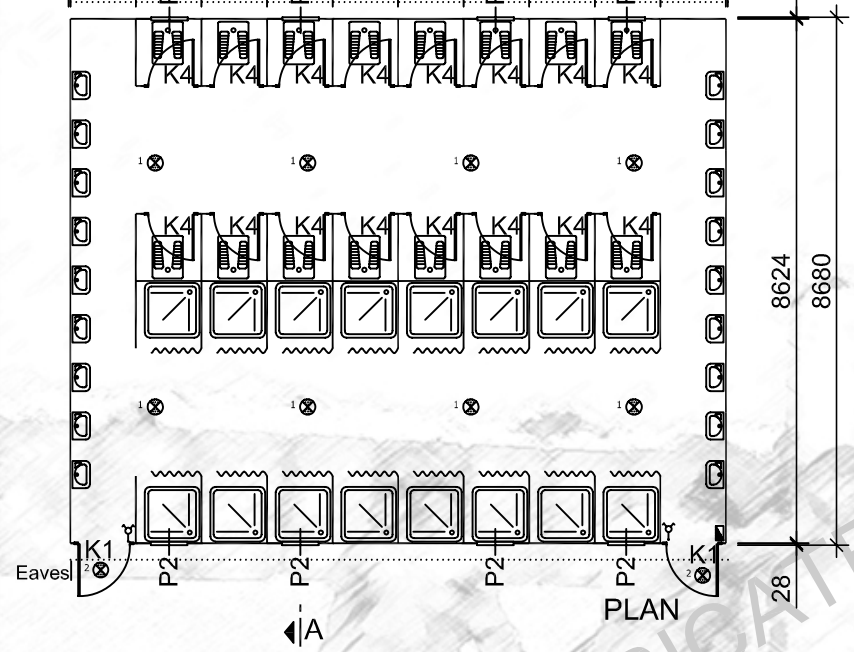 K4 K4 K4 K4 K4 K4 K4 K4
1 1 1 1
K4 K4 K4 K4 K4 K4 K4 K4
8624
8680
1 1 1 1
K1 K1
Eaves
2 2
P2 P2 P2 P2
28
PLAN
A